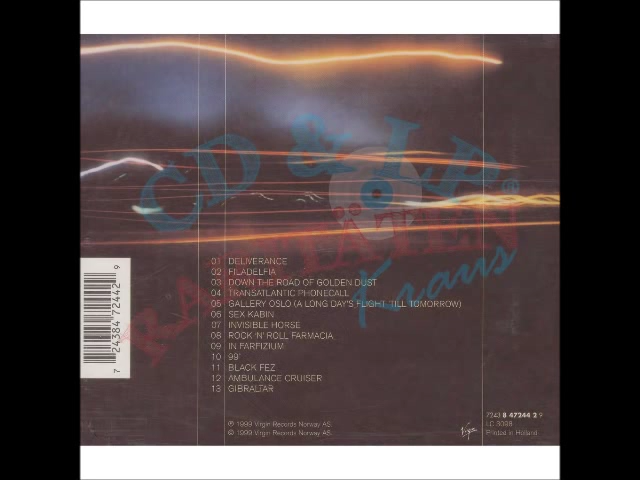 CD & LP
RARITÄTEN
Kraus
®
01 DELIVERANCE
02 FILADELFIA
03 DOWN THE ROAD OF GOLDEN DUST
04 TRANSATLANTIC PHONECALL
05 GALLERY OSLO (A LONG DAY'S FLIGHT 'TILL TOMORROW)
06 SEX KABIN
07 INVISIBLE HORSE
08 ROCK 'N' ROLL FARMACIA
09 IN FARFIZIUM
10 99°
11 BLACK FEZ
12 AMBULANCE CRUISER
13 GIBRALTAR
7 24384 72442 9
℗ 1999 Virgin Records Norway AS.
© 1999 Virgin Records Norway AS.
Virgin
7243 8 47244 2 9
LC 3098
Printed in Holland